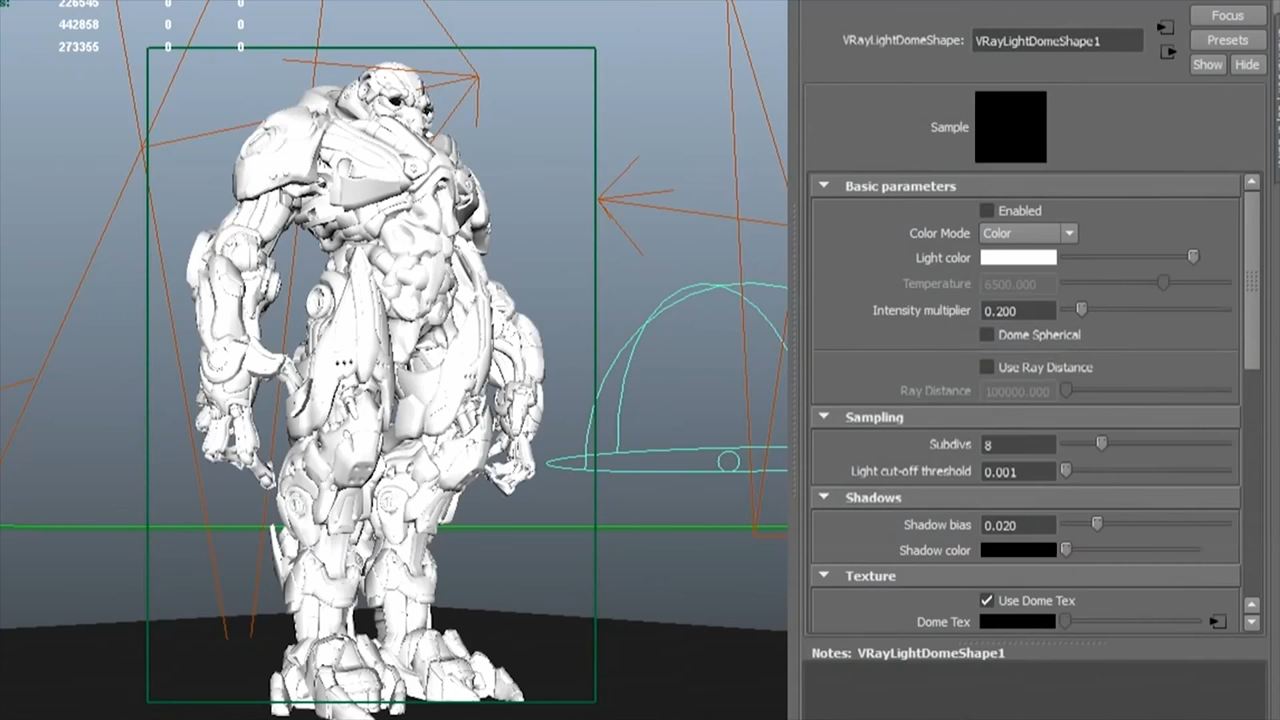 226545 0 0
442858 0 0
273365 0 0
VRayLightDomeShape: VRayLightDomeShape1
Focus
Presets
Show Hide
Sample
Basic parameters
Enabled
Color Mode Color
Light color
Temperature 6500.000
Intensity multiplier 0.200
Dome Spherical
Use Ray Distance
Ray Distance 100000.000
Sampling
Subdivs 8
Light cut-off threshold 0.001
Shadows
Shadow bias 0.020
Shadow color
Texture
Use Dome Tex
Dome Tex
Notes: VRayLightDomeShape1